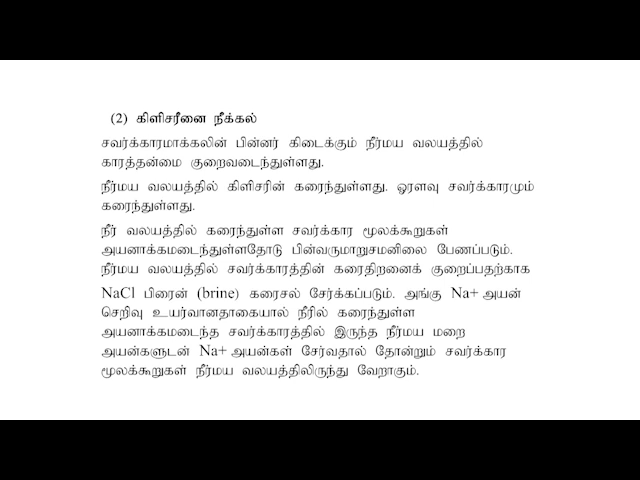 (2) கிளிசரீனை நீக்கல்
சவர்க்காரமாக்கலின் பின்னர் கிடைக்கும் நீர்மய வலயத்தில்
காரத்தன்மை குறைவடைந்துள்ளது.
நீர்மய வலயத்தில் கிளிசரின் கரைந்துள்ளது. ஓரளவு சவர்க்காரமும்
கரைந்துள்ளது.
நீர் வலயத்தில் கரைந்துள்ள சவர்க்கார மூலக்கூறுகள்
அயனாக்கமடைந்துள்ளதோடு பின்வருமாறுசமனிலை பேணப்படும்.
நீர்மய வலயத்தில் சவர்க்காரத்தின் கரைதிறனைக் குறைப்பதற்காக
NaCl பிரைன் (brine) கரைசல் சேர்க்கப்படும். அங்கு Na+ அயன்
செறிவு உயர்வானதாகையால் நீரில் கரைந்துள்ள
அயனாக்கமடைந்த சவர்க்காரத்தில் இருந்த நீர்மய மறை
அயன்களுடன் Na+ அயன்கள் சேர்வதால் தோன்றும் சவர்க்கார
மூலக்கூறுகள் நீர்மய வலயத்திலிருந்து வேறாகும்.